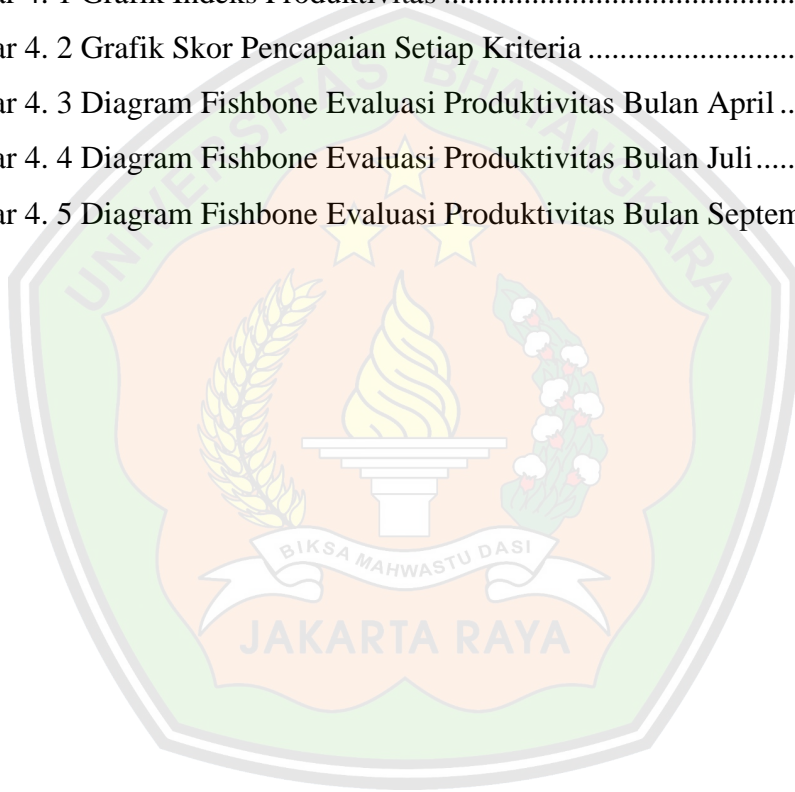 ar 4. 1 Grafik Indeks Produktivitas ........................................................
ar 4. 2 Grafik Skor Pencapaian Setiap Kriteria ..............................
ar 4. 3 Diagram Fishbone Evaluasi Produktivitas Bulan April ..
ar 4. 4 Diagram Fishbone Evaluasi Produktivitas Bulan Juli.....
ar 4. 5 Diagram Fishbone Evaluasi Produktivitas Bulan Septem
UNIVERSITAS BHAYANGKARA
BIKSA MAHWASTU DASI
JAKARTA RAYA